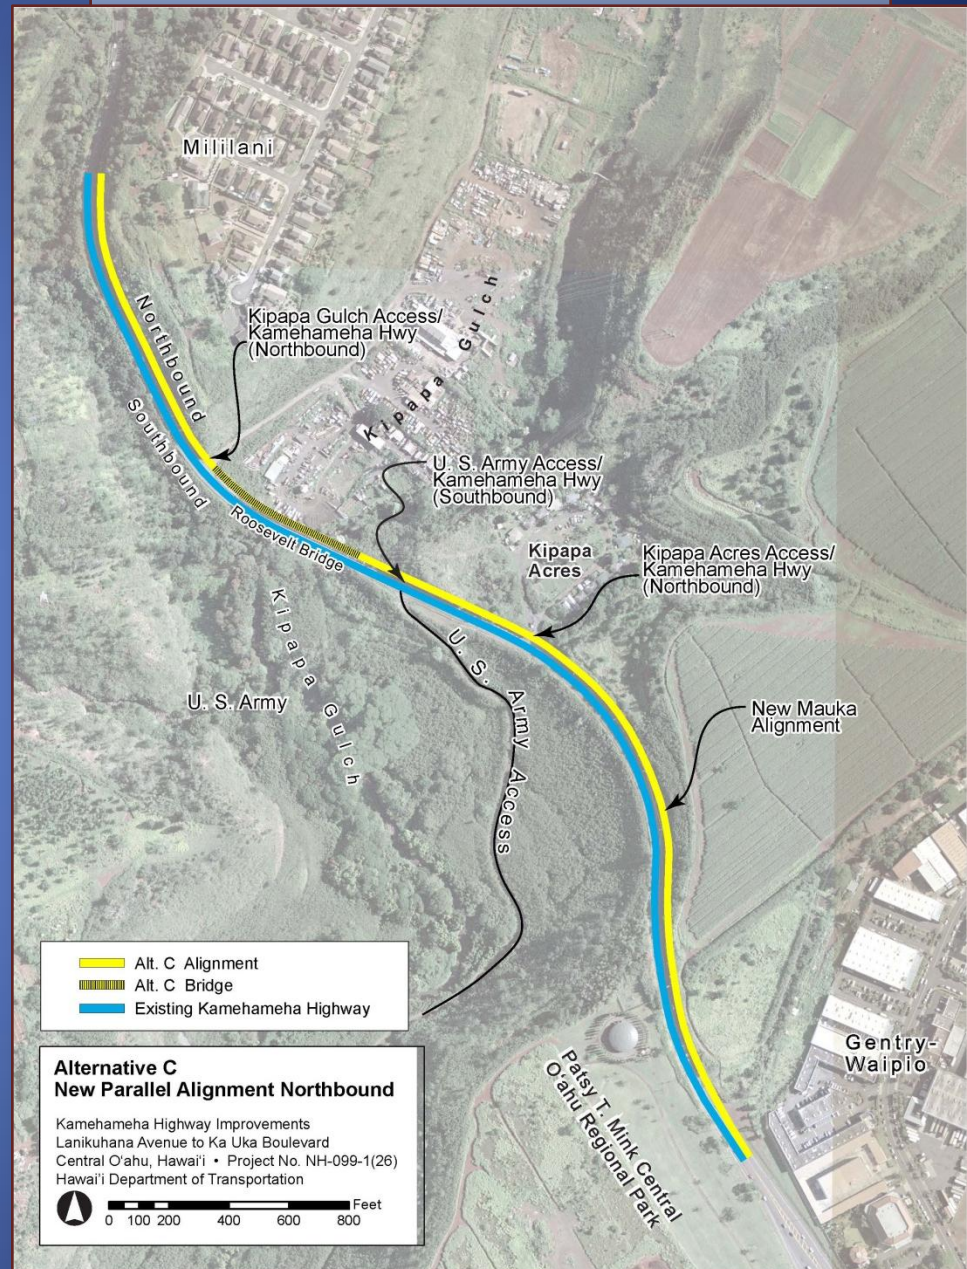 Mililani
Northbound
Southbound
Kipapa Gulch Access/
Kamehameha Hwy
(Northbound)
Kipapa Gulch
U. S. Army Access/
Kamehameha Hwy
(Southbound)
Roosevelt Bridge
Kipapa
Acres
Kipapa Acres Access/
Kamehameha Hwy
(Northbound)
Kipapa Gulch
U. S. Army
U. S. Army Access
New Mauka
Alignment
Alt. C Alignment
Alt. C Bridge
Existing Kamehameha Highway
Gentry-
Waipio
Patsy T. Mink Central
O‘ahu Regional Park
Alternative C
New Parallel Alignment Northbound
Kamehameha Highway Improvements
Lanikuhana Avenue to Ka Uka Boulevard
Central O‘ahu, Hawai‘i • Project No. NH-099-1(26)
Hawai‘i Department of Transportation
Feet
0 100 200 400 600 800